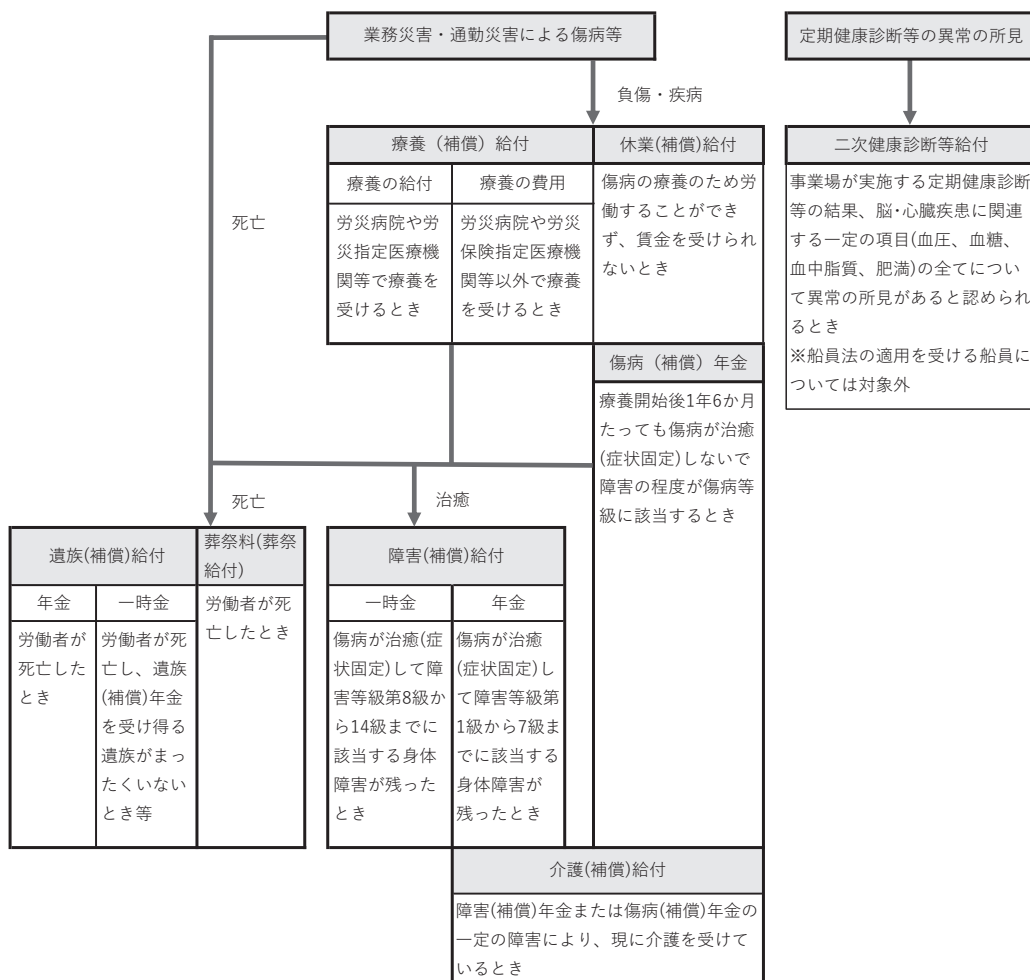 業務災害・通勤災害による傷病等
定期健康診断等の異常の所見
負傷・疾病
死亡
療養（補償）給付
療養の給付
労災病院や労
災指定医療機
関等で療養を
受けるとき
療養の費用
労災病院や労災
保険指定医療機
関等以外で療養
を受けるとき
休業(補償)給付
傷病の療養のため労
働することができ
ず、賃金を受けられ
ないとき
二次健康診断等給付
事業場が実施する定期健康診断
等の結果、脳･心臓疾患に関連
する一定の項目(血圧、血糖、
血中脂質、肥満)の全てについ
て異常の所見があると認められ
るとき
※船員法の適用を受ける船員に
ついては対象外
傷病（補償）年金
療養開始後1年6か月
たっても傷病が治癒
(症状固定)しないで
障害の程度が傷病等
級に該当するとき
死亡
治癒
遺族(補償)給付
年金
労働者が
死亡した
とき
一時金
労働者が死
亡し、遺族
(補償)年金
を受け得る
遺族がまっ
たくいない
とき等
葬祭料(葬祭
給付)
労働者が死
亡したとき
障害(補償)給付
一時金
傷病が治癒(症
状固定)して障
害等級第8級か
ら14級までに
該当する身体
障害が残った
とき
年金
傷病が治癒
(症状固定)し
て障害等級第
1級から7級ま
でに該当する
身体障害が
残ったとき
介護(補償)給付
障害(補償)年金または傷病(補償)年金の
一定の障害により、現に介護を受けて
いるとき